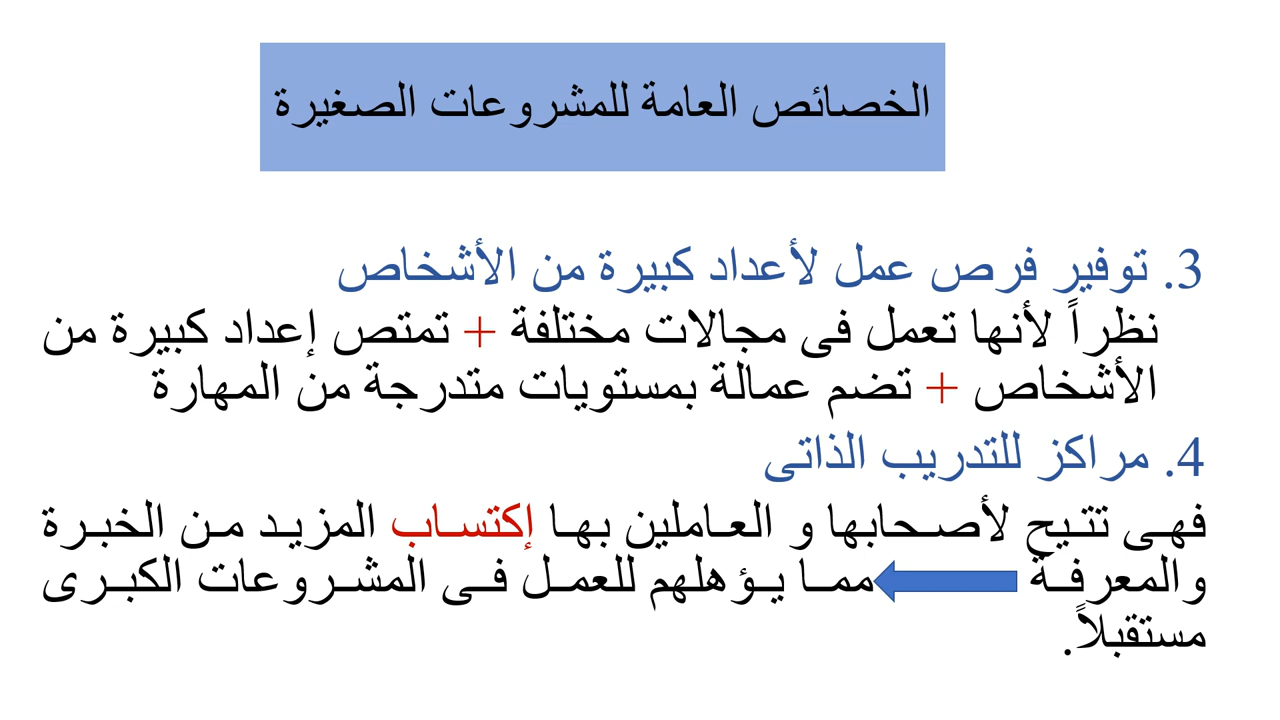 الخصائص العامة للمشروعات الصغيرة
3. توفير فرص عمل لأعداد كبيرة من الأشخاص
نظراً لأنها تعمل فى مجالات مختلفة + تمتص إعداد كبيرة من
الأشخاص + تضم عمالة بمستويات متدرجة من المهارة
4. مراكز للتدريب الذاتى
فهى تتيح لأصحابها و العاملين بها إكتساب المزيد من الخبرة
والمعرفة مما يؤهلهم للعمل فى المشروعات الكبرى
مستقبلاً.